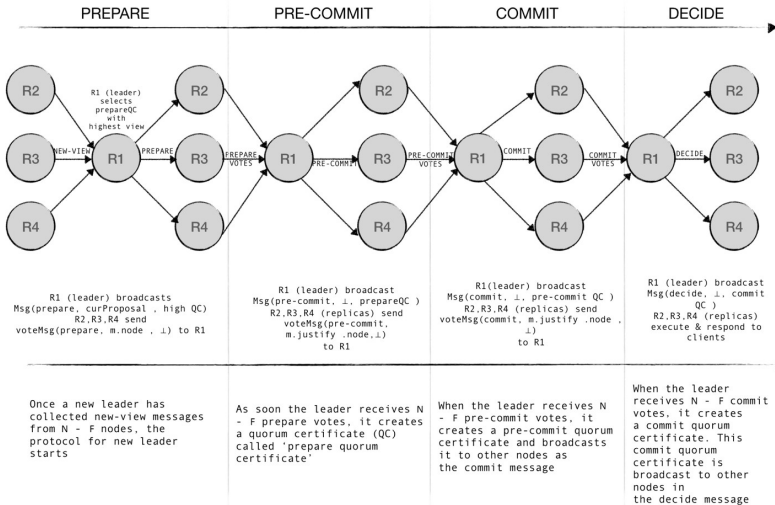 PREPARE
PRE-COMMIT
COMMIT
DECIDE
R2
R1 (leader)
selects
prepareQC
with
highest view
R2
R2
R2
R2
R3
NEW-VIEW
R1
PREPARE
R3
PREPARE
VOTES
R1
PRE-COMMIT
R3
PRE-COMMIT
VOTES
R1
COMMIT
R3
COMMIT
VOTES
R1
DECIDE
R3
R4
R4
R4
R4
R4
R1 (leader) broadcasts
Msg(prepare, curProposal , high QC)
R2,R3,R4 send
voteMsg(prepare, m.node , ⊥) to R1
R1 (leader) broadcast
Msg(pre-commit, ⊥, prepareQC )
R2,R3,R4 (replicas) send
voteMsg(pre-commit,
m.justify .node,⊥)
to R1
R1(leader) broadcast
Msg(commit, ⊥, pre-commit QC )
R2,R3,R4 (replicas) send
voteMsg(commit, m.justify .node ,
⊥)
to R1
R1 (leader) broadcast
Msg(decide, ⊥, commit
QC )
R2,R3,R4 (replicas)
execute & respond to
clients
Once a new leader has
collected new-view messages
from N - F nodes, the
protocol for new leader
starts
As soon the leader receives N
- F prepare votes, it creates
a quorum certificate (QC)
called ‘prepare quorum
certificate’
When the leader receives N
- F pre-commit votes, it
creates a pre-commit quorum
certificate and broadcasts
it to other nodes as
the commit message
When the leader
receives N - F commit
votes, it creates
a commit quorum
certificate. This
commit quorum
certificate is
broadcast to other
nodes in
the decide message